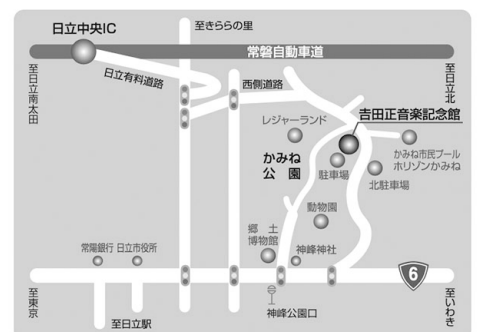 日立中央IC
至きららの里
常磐自動車道
至日立南太田
日立有料道路
西側道路
至日立北
レジャーランド
吉田正音楽記念館
かみね
公園
駐車場
かみね市民プール
ホリゾンかみね
北駐車場
動物園
郷土
博物館
神峰神社
常陽銀行
日立市役所
6
至東京
至日立駅
神峰公園口
至いわき